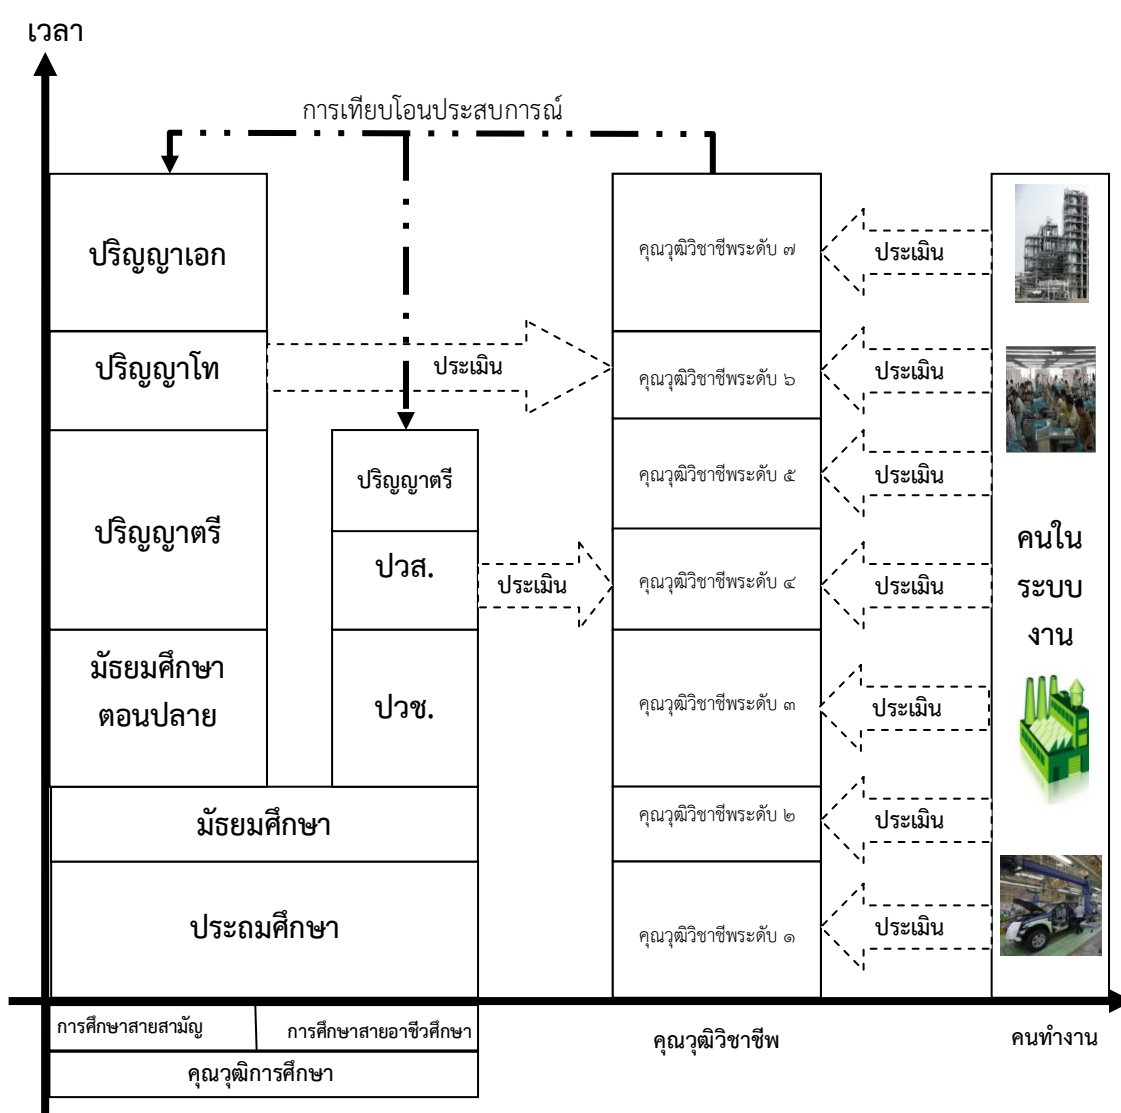 เวลา
การเทียบโอนประสบการณ์
ปริญญาเอก
คุณวุฒิวิชาชีพระดับ ๗
ประเมิน
ปริญญาโท
ประเมิน
คุณวุฒิวิชาชีพระดับ ๖
ประเมิน
ปริญญาตรี
ปริญญาตรี
คุณวุฒิวิชาชีพระดับ ๕
ประเมิน
ปวส.
ประเมิน
คุณวุฒิวิชาชีพระดับ ๔
ประเมิน
คนใน
ระบบ
งาน
มัธยมศึกษา
ตอนปลาย
ปวช.
คุณวุฒิวิชาชีพระดับ ๓
ประเมิน
มัธยมศึกษา
คุณวุฒิวิชาชีพระดับ ๒
ประเมิน
ประถมศึกษา
คุณวุฒิวิชาชีพระดับ ๑
ประเมิน
การศึกษาสายสามัญ
การศึกษาสายอาชีวศึกษา
คุณวุฒิวิชาชีพ
คนทำงาน
คุณวุฒิการศึกษา